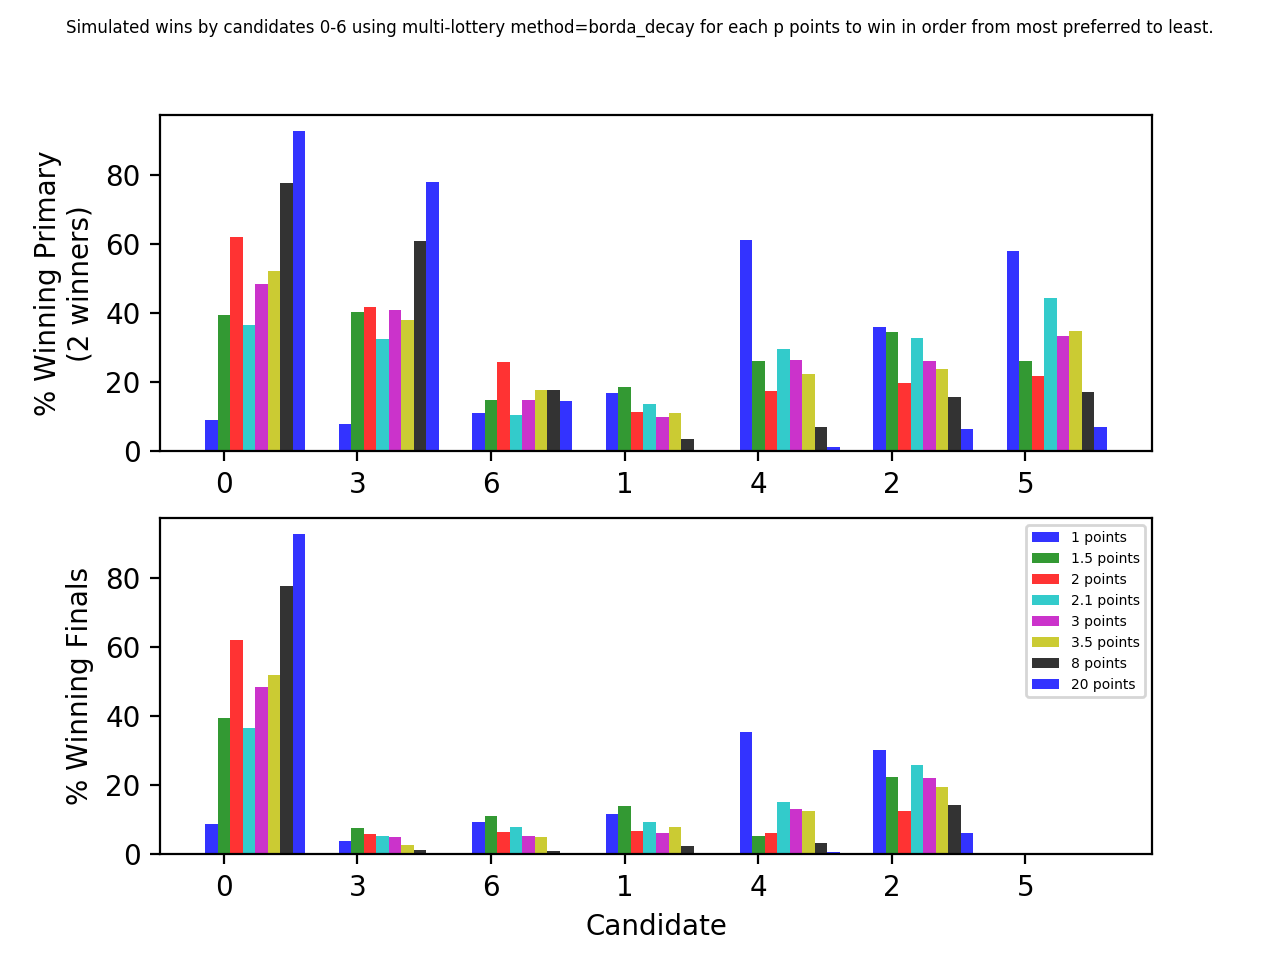 Simulated wins by candidates 0-6 using multi-lottery method=borda_decay for each p points to win in order from most preferred to least.
% Winning Primary
(2 winners)
80
60
40
20
0
0 3 6 1 4 2 5
% Winning Finals
80
60
40
20
0
1 points
1.5 points
2 points
2.1 points
3 points
3.5 points
8 points
20 points
0 3 6 1 4 2 5
Candidate